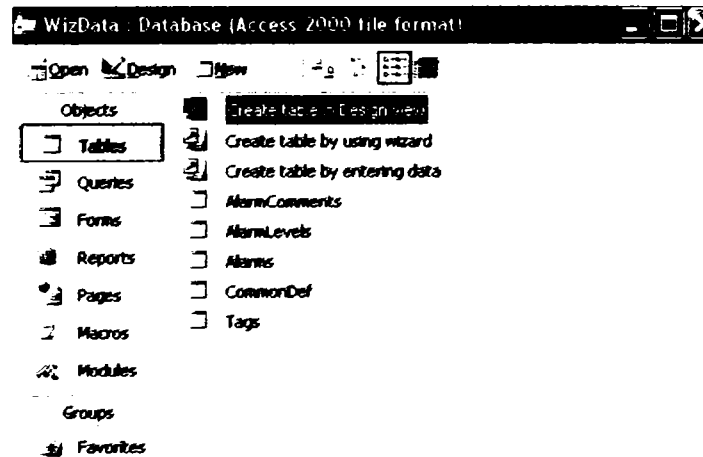 WizData : Database (Access 2000 file format)
Open Design New
Objects
Tables
Queries
Forms
Reports
Pages
Macros
Modules
Groups
Favorites
Create table in Design view
Create table by using wizard
Create table by entering data
AlarmComments
AlarmLevels
Alarms
CommonDef
Tags